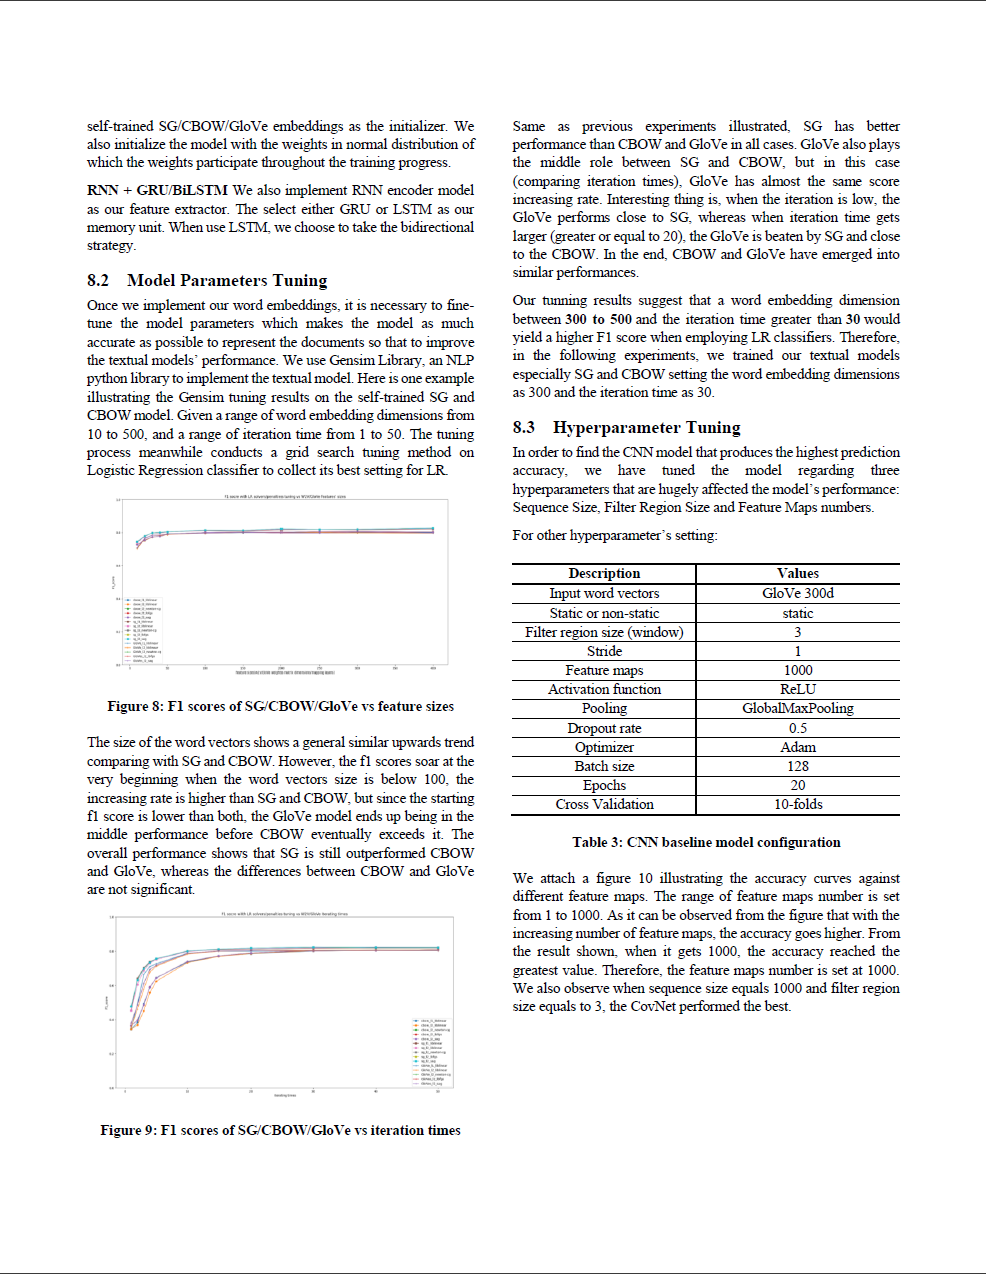 self-trained SG/CBOW/GloVe embeddings as the initializer. We
also initialize the model with the weights in normal distribution of
which the weights participate throughout the training progress.
RNN + GRU/BiLSTM We also implement RNN encoder model
as our feature extractor. The select either GRU or LSTM as our
memory unit. When use LSTM, we choose to take the bidirectional
strategy.
8.2 Model Parameters Tuning
Once we implement our word embeddings, it is necessary to fine-
tune the model parameters which makes the model as much
accurate as possible to represent the documents so that to improve
the textual models' performance. We use Gensim Library, an NLP
python library to implement the textual model. Here is one example
illustrating the Gensim tuning results on the self-trained SG and
CBOW model. Given a range of word embedding dimensions from
10 to 500, and a range of iteration time from 1 to 50. The tuning
process meanwhile conducts a grid search tuning method on
Logistic Regression classifier to collect its best setting for LR.
Figure 8: F1 scores of SG/CBOW/GloVe vs feature sizes
The size of the word vectors shows a general similar upwards trend
comparing with SG and CBOW. However, the f1 scores soar at the
very beginning when the word vectors size is below 100, the
increasing rate is higher than SG and CBOW, but since the starting
f1 score is lower than both, the GloVe model ends up being in the
middle performance before CBOW eventually exceeds it. The
overall performance shows that SG is still outperformed CBOW
and GloVe, whereas the differences between CBOW and GloVe
are not significant.
Figure 9: F1 scores of SG/CBOW/GloVe vs iteration times
Same as previous experiments illustrated, SG has better
performance than CBOW and GloVe in all cases. GloVe also plays
the middle role between SG and CBOW, but in this case
(comparing iteration times), GloVe has almost the same score
increasing rate. Interesting thing is, when the iteration is low, the
GloVe performs close to SG, whereas when iteration time gets
larger (greater or equal to 20), the GloVe is beaten by SG and close
to the CBOW. In the end, CBOW and GloVe have emerged into
similar performances.
Our tunning results suggest that a word embedding dimension
between 300 to 500 and the iteration time greater than 30 would
yield a higher F1 score when employing LR classifiers. Therefore,
in the following experiments, we trained our textual models
especially SG and CBOW setting the word embedding dimensions
as 300 and the iteration time as 30.
8.3 Hyperparameter Tuning
In order to find the CNN model that produces the highest prediction
accuracy, we have tuned the model regarding three
hyperparameters that are hugely affected the model's performance:
Sequence Size, Filter Region Size and Feature Maps numbers.
For other hyperparameter's setting:
Description Values
Input word vectors GloVe 300d
Static or non-static static
Filter region size (window) 3
Stride 1
Feature maps 1000
Activation function ReLU
Pooling GlobalMaxPooling
Dropout rate 0.5
Optimizer Adam
Batch size 128
Epochs 20
Cross Validation 10-folds
Table 3: CNN baseline model configuration
We attach a figure 10 illustrating the accuracy curves against
different feature maps. The range of feature maps number is set
from 1 to 1000. As it can be observed from the figure that with the
increasing number of feature maps, the accuracy goes higher. From
the result shown, when it gets 1000, the accuracy reached the
greatest value. Therefore, the feature maps number is set at 1000.
We also observe when sequence size equals 1000 and filter region
size equals to 3, the CovNet performed the best.